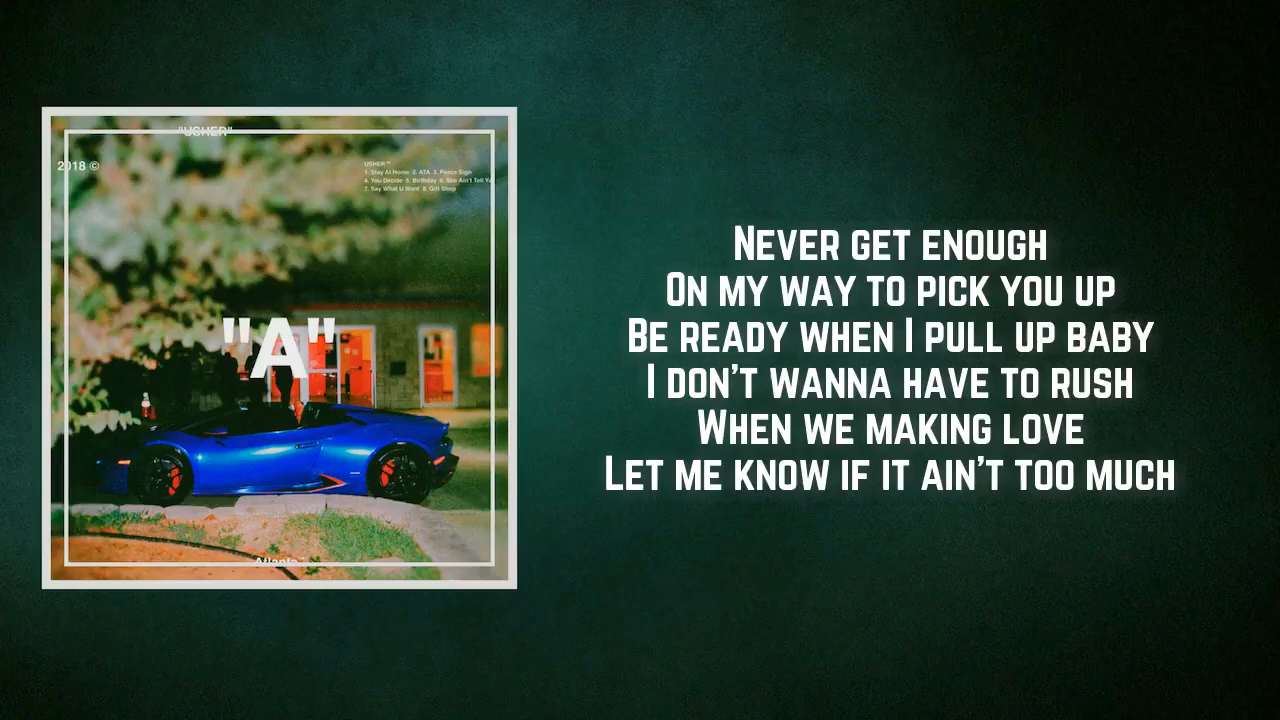 "USHER"
2018 ©
USHER™
1. Stay At Home 2. ATA 3. Peace Sign
4. You Decide 5. Birthday 6. She Ain't Tell Ya
7. Say What U Want 8. Gift Shop
"A"
Atlanta™
Never get enough
On my way to pick you up
Be ready when I pull up baby
I don't wanna have to rush
When we making love
Let me know if it ain't too much